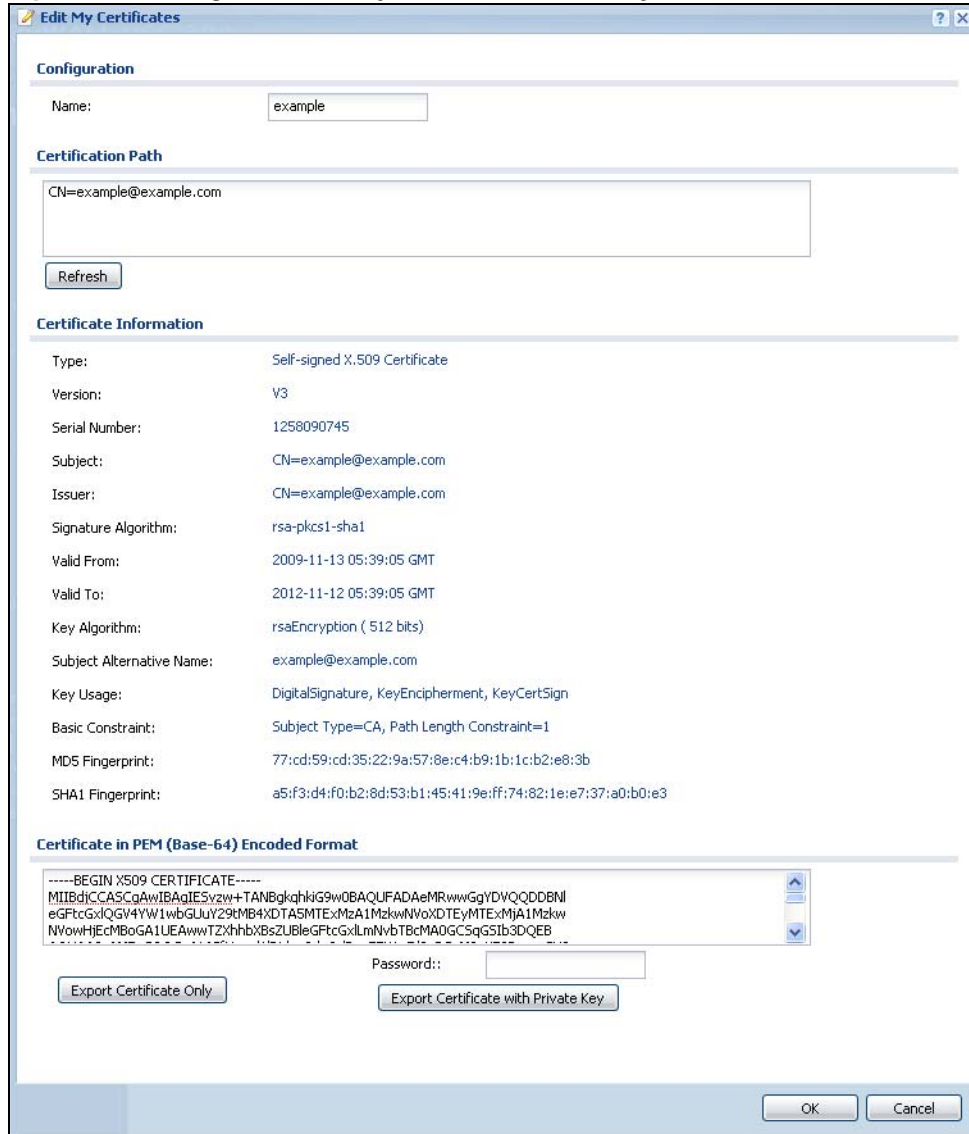 Edit My Certificates
Configuration
Name: example
Certification Path
CN=example@example.com
Refresh
Certificate Information
Type: Self-signed X.509 Certificate
Version: V3
Serial Number: 1258090745
Subject: CN=example@example.com
Issuer: CN=example@example.com
Signature Algorithm: rsa-pkcs1-sha1
Valid From: 2009-11-13 05:39:05 GMT
Valid To: 2012-11-12 05:39:05 GMT
Key Algorithm: rsaEncryption ( 512 bits)
Subject Alternative Name: example@example.com
Key Usage: DigitalSignature, KeyEncipherment, KeyCertSign
Basic Constraint: Subject Type=CA, Path Length Constraint=1
MD5 Fingerprint: 77:cd:59:cd:35:22:9a:57:8e:c4:b9:1b:1c:b2:e8:3b
SHA1 Fingerprint: a5:f3:d4:f0:b2:8d:53:b1:45:41:9e:ff:74:82:1e:e7:37:a0:b0:e3
Certificate in PEM (Base-64) Encoded Format
-----BEGIN X509 CERTIFICATE-----
MIIBdjCCASCgAwIBAgIESvzw+TANBgkqhkiG9w0BAQUFADAeMRwwGgYDVQQDDBNl
eGFtcGxlQGV4YW1wbGUuY29tMB4XDTA5MTExMzA1MzkwNVoXDTEyMTExMjA1Mzkw
NVowHjEcMBoGA1UEAwwTZXhhbXBsZUBleGFtcGxlLmNvbTBcMA0GCSqGSIb3DQEB
Password::
Export Certificate Only
Export Certificate with Private Key
OK
Cancel